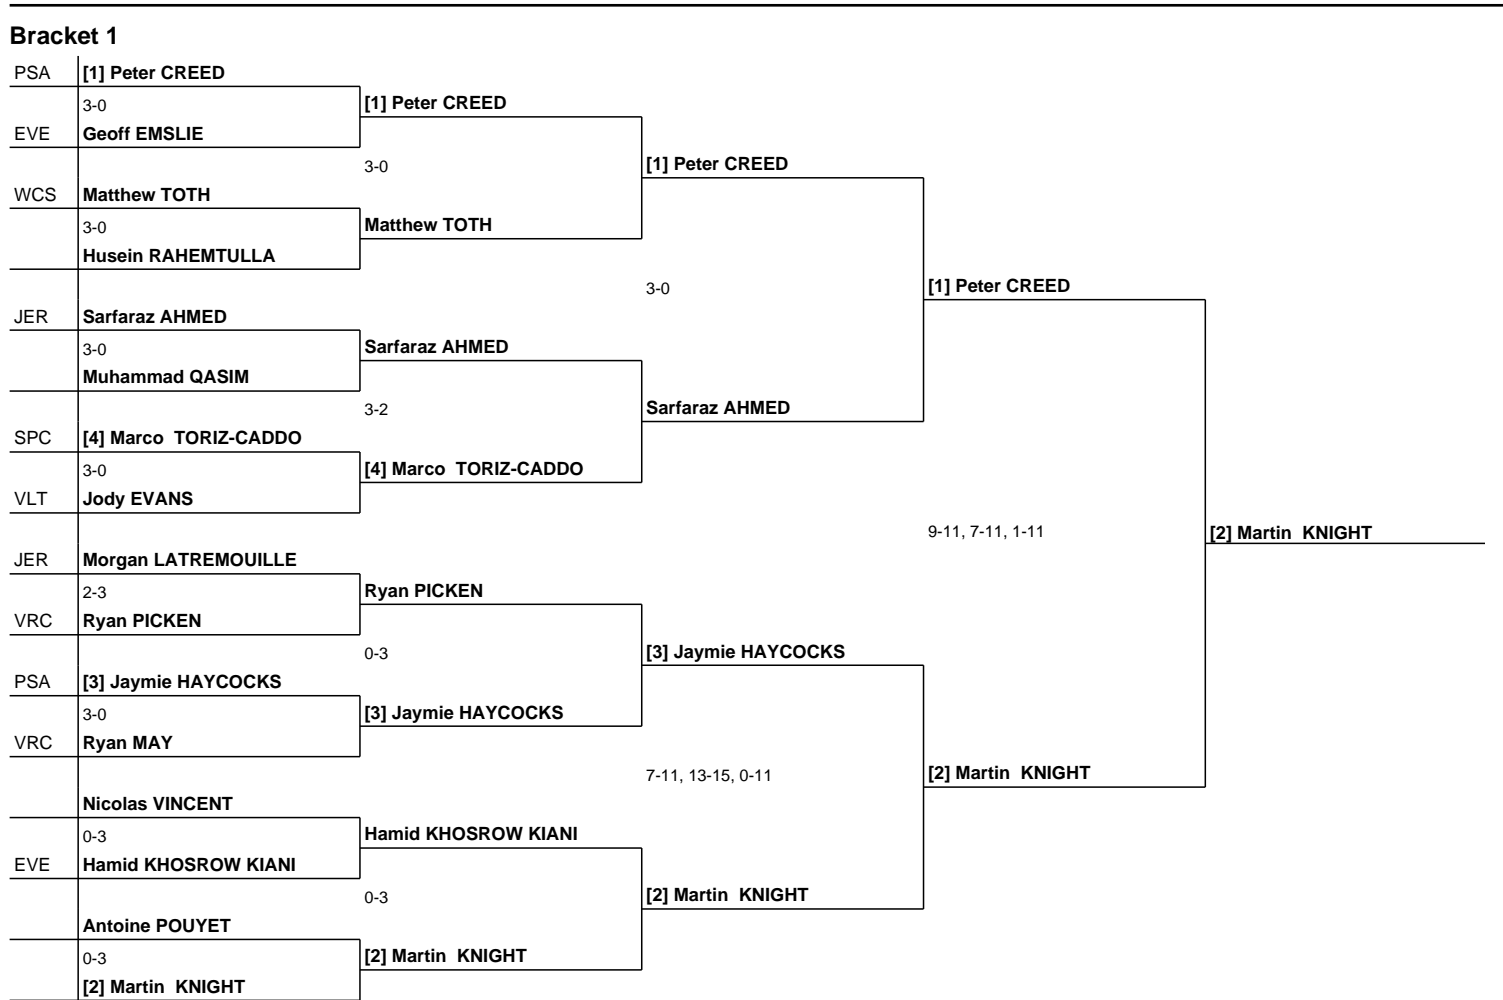 Bracket 1
PSA [1] Peter CREED
3-0 [1] Peter CREED
EVE Geoff EMSLIE
3-0 [1] Peter CREED
WCS Matthew TOTH
3-0 Matthew TOTH
Husein RAHEMTULLA
3-0 [1] Peter CREED
JER Sarfaraz AHMED
3-0 Sarfaraz AHMED
Muhammad QASIM
3-2 Sarfaraz AHMED
SPC [4] Marco TORIZ-CADDO
3-0 [4] Marco TORIZ-CADDO
VLT Jody EVANS
9-11, 7-11, 1-11 [2] Martin KNIGHT
JER Morgan LATREMOUILLE
2-3 Ryan PICKEN
VRC Ryan PICKEN
0-3 [3] Jaymie HAYCOCKS
PSA [3] Jaymie HAYCOCKS
3-0 [3] Jaymie HAYCOCKS
VRC Ryan MAY
7-11, 13-15, 0-11 [2] Martin KNIGHT
Nicolas VINCENT
0-3 Hamid KHOSROW KIANI
EVE Hamid KHOSROW KIANI
0-3 [2] Martin KNIGHT
Antoine POUYET
0-3 [2] Martin KNIGHT
[2] Martin KNIGHT